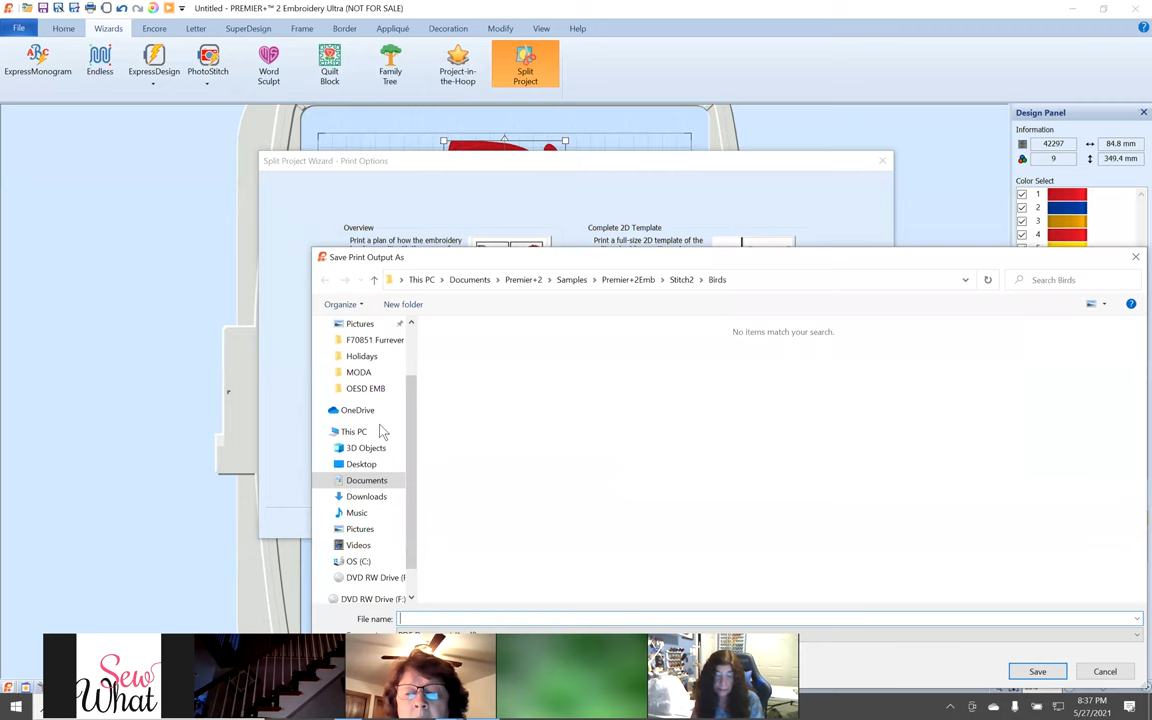 Untitled - PREMIER+™ 2 Embroidery Ultra (NOT FOR SALE)
File Home Wizards Encore Letter SuperDesign Frame Border Appliqué Decoration Modify View Help
ExpressMonogram Endless ExpressDesign PhotoStitch Word Sculpt Quilt Block Family Tree Project-in-the-Hoop Split Project
Design Panel
Information
42297 84.8 mm
9 349.4 mm
Color Select
1
2
3
4
Split Project Wizard - Print Options
Overview
Print a plan of how the embroidery
Complete 2D Template
Print a full-size 2D template of the
Save Print Output As
This PC > Documents > Premier+2 > Samples > Premier+2Emb > Stitch2 > Birds
Search Birds
Organize New folder
No items match your search.
Pictures
F70851 Furrever
Holidays
MODA
OESD EMB
OneDrive
This PC
3D Objects
Desktop
Documents
Downloads
Music
Pictures
Videos
OS (C:)
DVD RW Drive (F
DVD RW Drive (F:)
File name:
Save Cancel
Sew
What
8:37 PM
5/27/2021